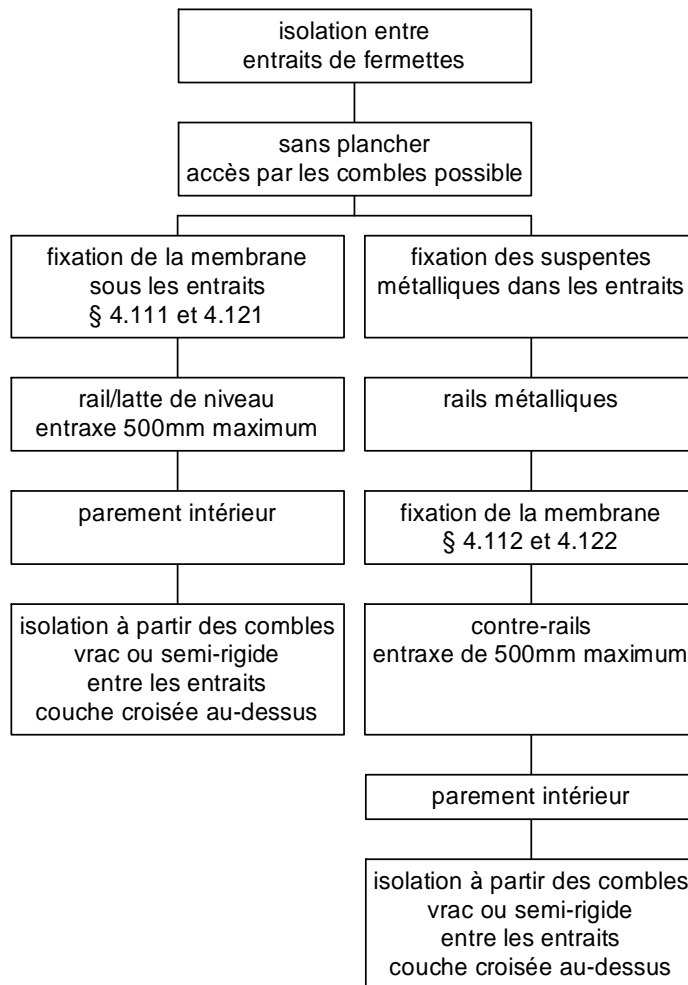 isolation entre
entraits de fermettes
sans plancher
accès par les combles possible
fixation de la membrane
sous les entraits
§ 4.111 et 4.121
rail/latte de niveau
entraxe 500mm maximum
parement intérieur
isolation à partir des combles
vrac ou semi-rigide
entre les entraits
couche croisée au-dessus
fixation des suspentes
métalliques dans les entraits
rails métalliques
fixation de la membrane
§ 4.112 et 4.122
contre-rails
entraxe de 500mm maximum
parement intérieur
isolation à partir des combles
vrac ou semi-rigide
entre les entraits
couche croisée au-dessus